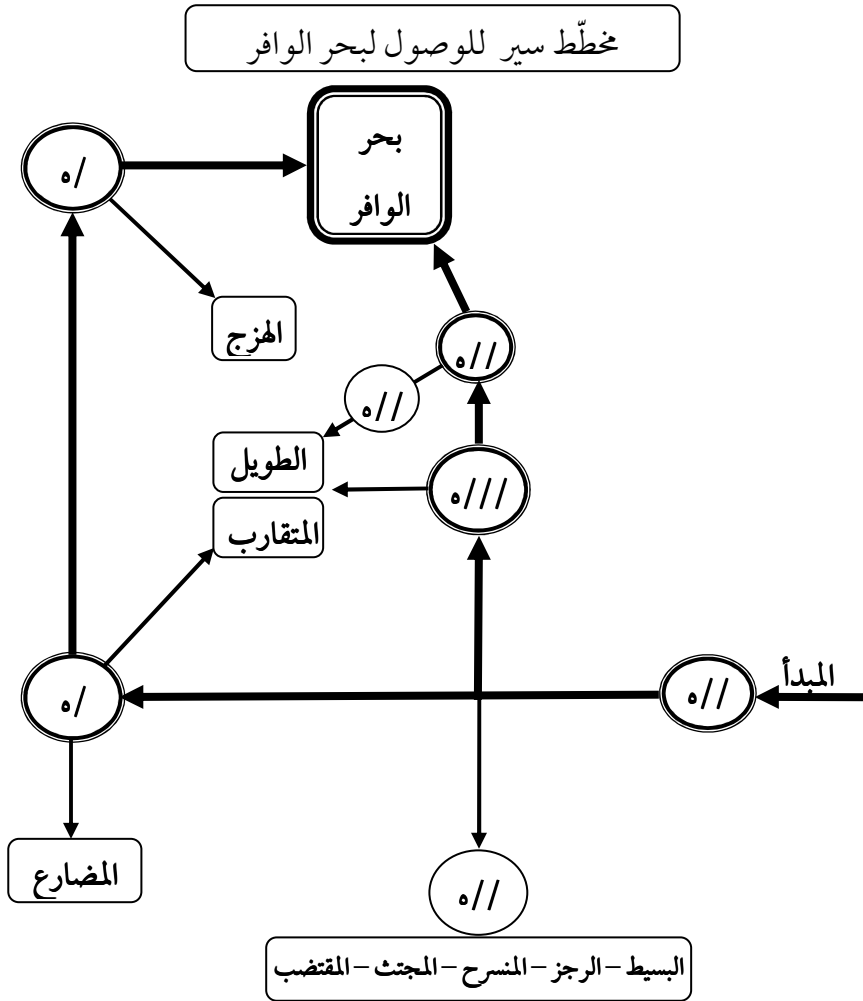 مخطّط سير للوصول لبحر الوافر
بحر
الوافر
/ه
الهزج
//ه
//ه
الطويل
///ه
المتقارب
المبدأ
//ه
/ه
المضارع
//ه
البسيط – الرجز – المنسرح – المجتث – المقتضب